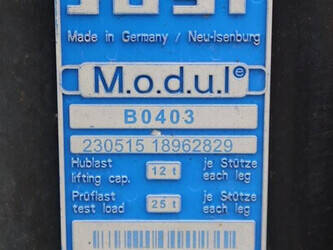 JOST
Made in Germany / Neu-Isenburg
M.o.d.u.l e
B0403
230515 18962829
Hublast 12 t je Stütze
lifting cap. each leg
Prüflast 25 t je Stütze
test load each leg